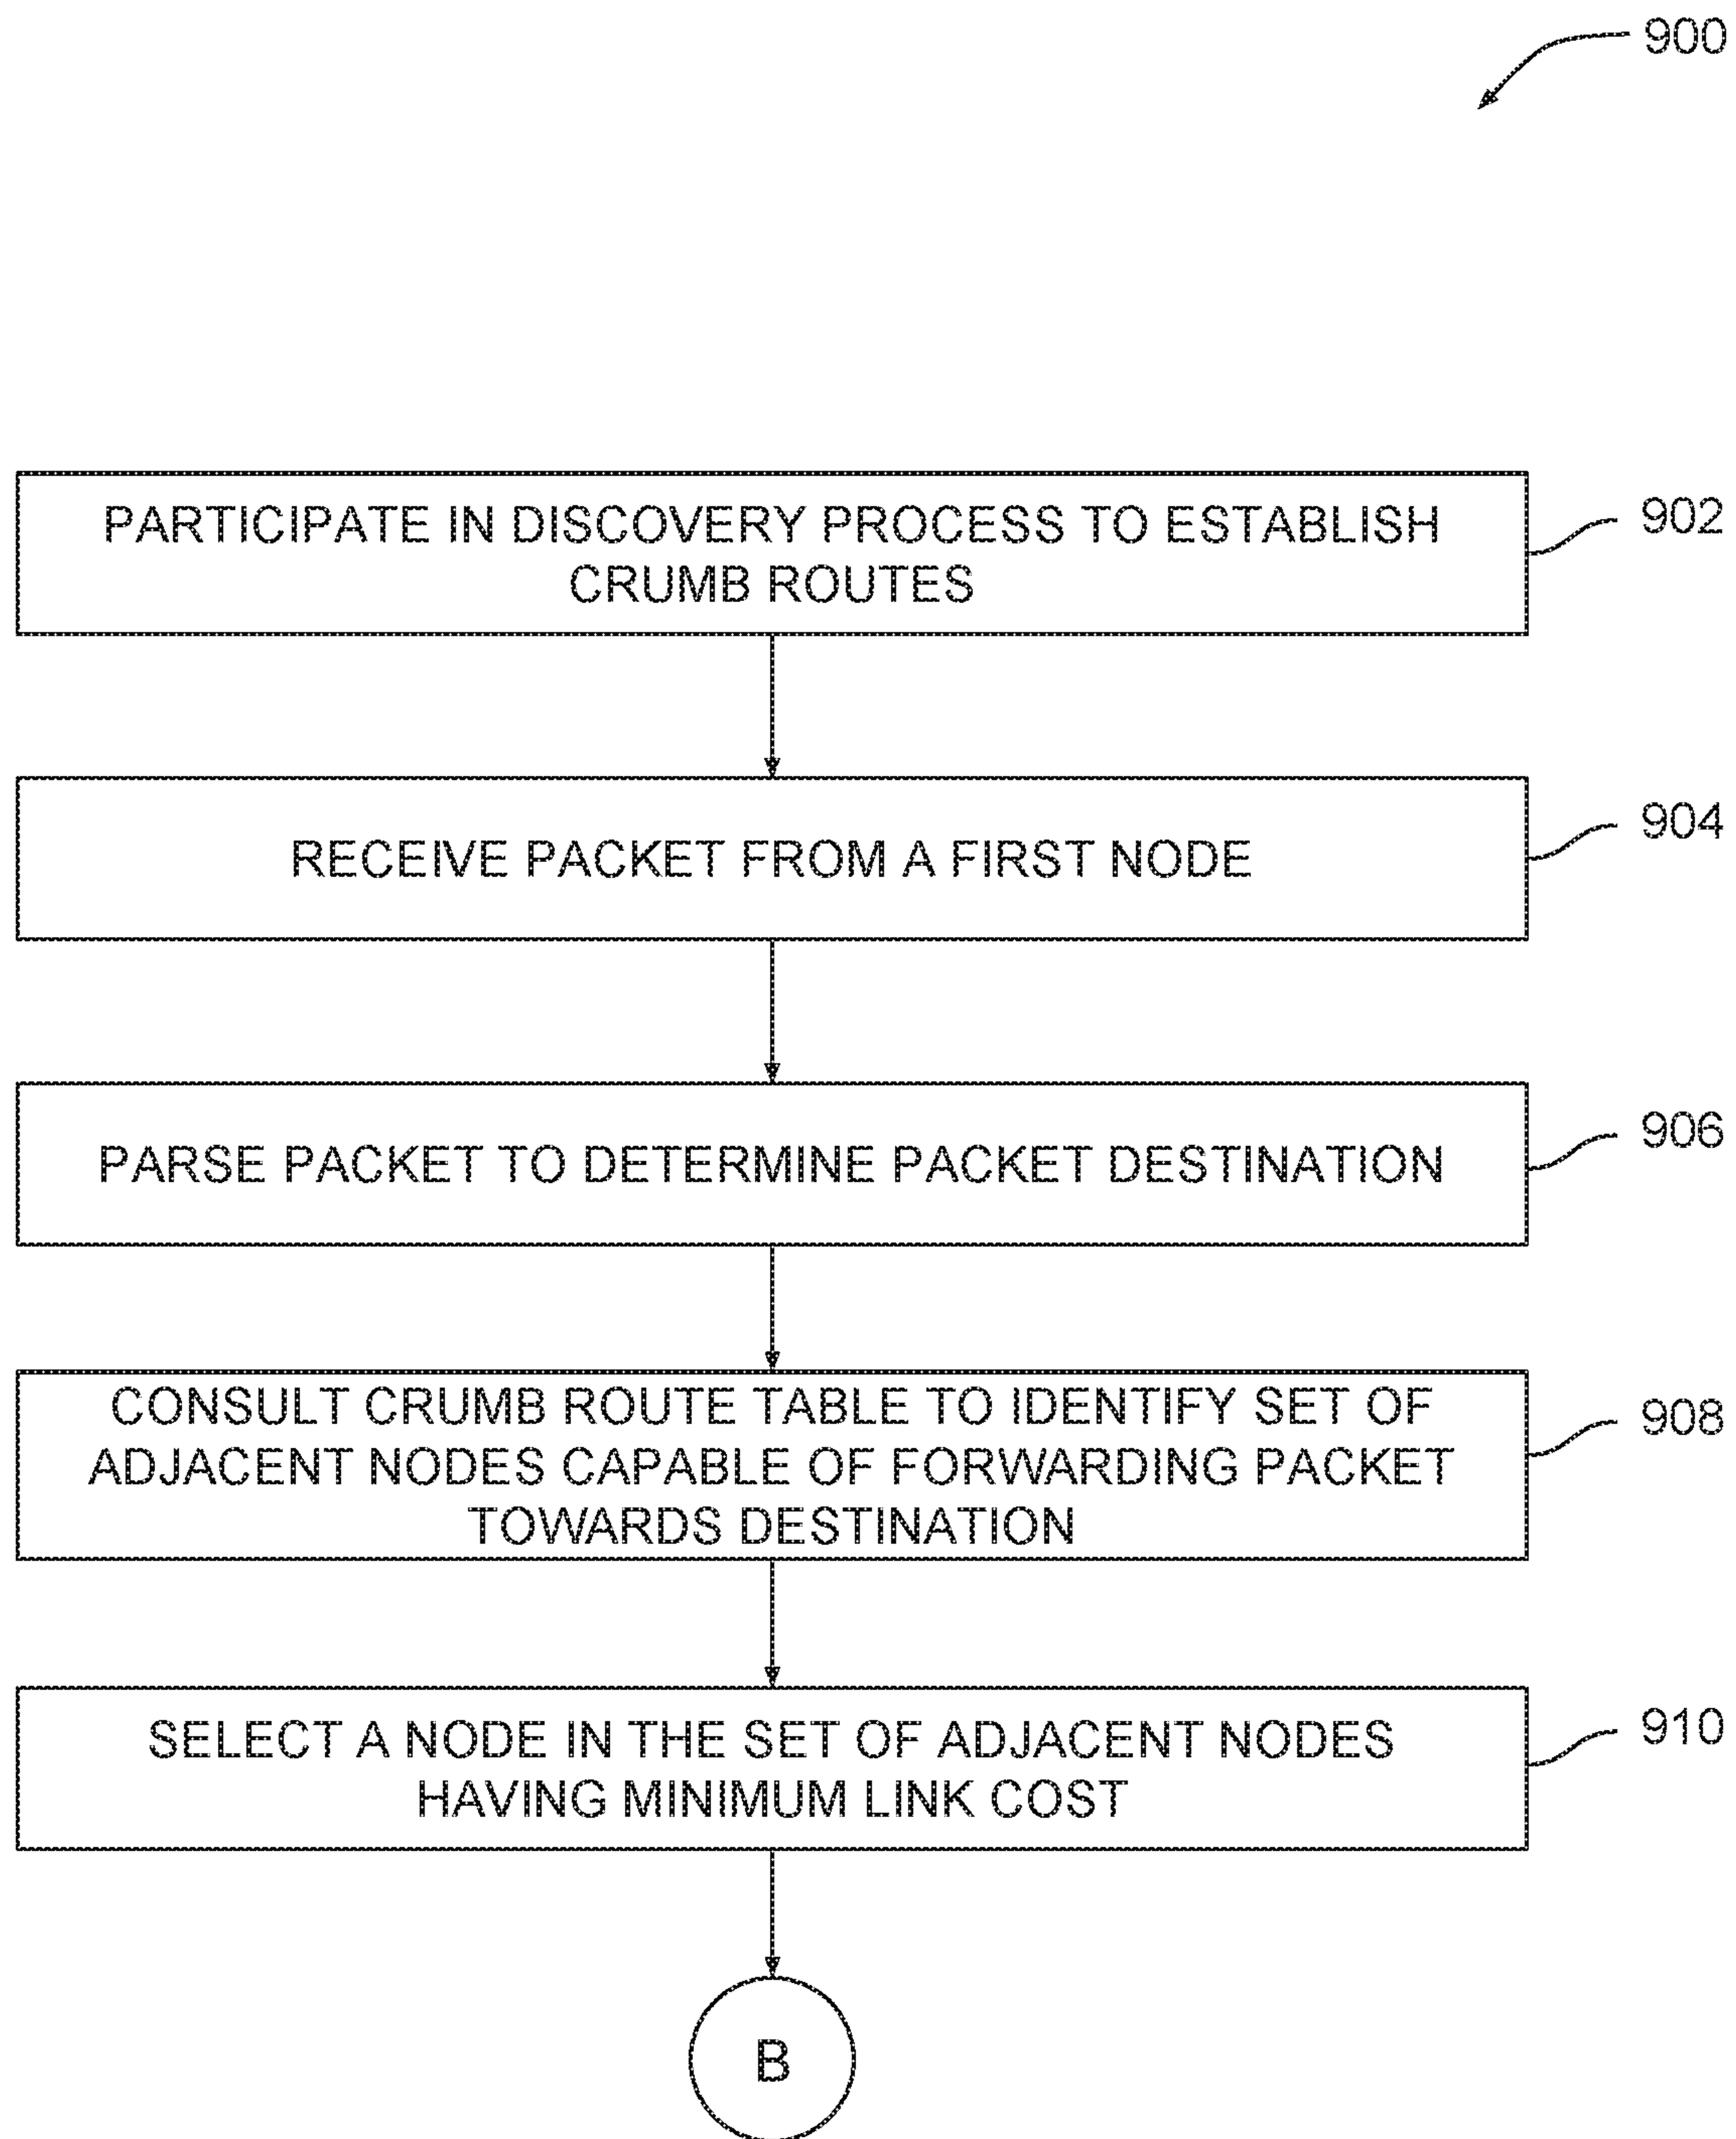 900
PARTICIPATE IN DISCOVERY PROCESS TO ESTABLISH
CRUMB ROUTES
902
RECEIVE PACKET FROM A FIRST NODE
904
PARSE PACKET TO DETERMINE PACKET DESTINATION
906
CONSULT CRUMB ROUTE TABLE TO IDENTIFY SET OF
ADJACENT NODES CAPABLE OF FORWARDING PACKET
TOWARDS DESTINATION
908
SELECT A NODE IN THE SET OF ADJACENT NODES
HAVING MINIMUM LINK COST
910
B